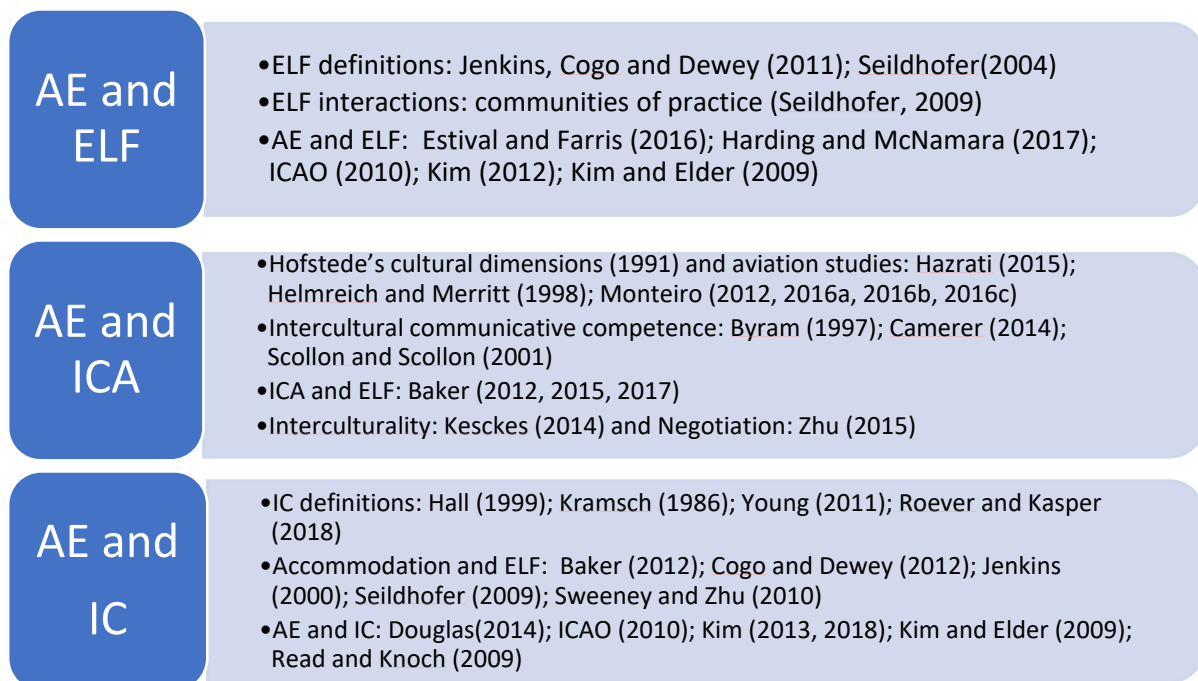 AE and
ELF
•ELF definitions: Jenkins, Cogo and Dewey (2011); Seildhofer(2004)
•ELF interactions: communities of practice (Seildhofer, 2009)
•AE and ELF:  Estival and Farris (2016); Harding and McNamara (2017);
ICAO (2010); Kim (2012); Kim and Elder (2009)
AE and
ICA
•Hofstede's cultural dimensions (1991) and aviation studies: Hazrati (2015);
Helmreich and Merritt (1998); Monteiro (2012, 2016a, 2016b, 2016c)
•Intercultural communicative competence: Byram (1997); Camerer (2014);
Scollon and Scollon (2001)
•ICA and ELF: Baker (2012, 2015, 2017)
•Interculturality: Kesckes (2014) and Negotiation: Zhu (2015)
AE and
IC
•IC definitions: Hall (1999); Kramsch (1986); Young (2011); Roever and Kasper
(2018)
•Accommodation and ELF:  Baker (2012); Cogo and Dewey (2012); Jenkins
(2000); Seildhofer (2009); Sweeney and Zhu (2010)
•AE and IC: Douglas(2014); ICAO (2010); Kim (2013, 2018); Kim and Elder (2009);
Read and Knoch (2009)